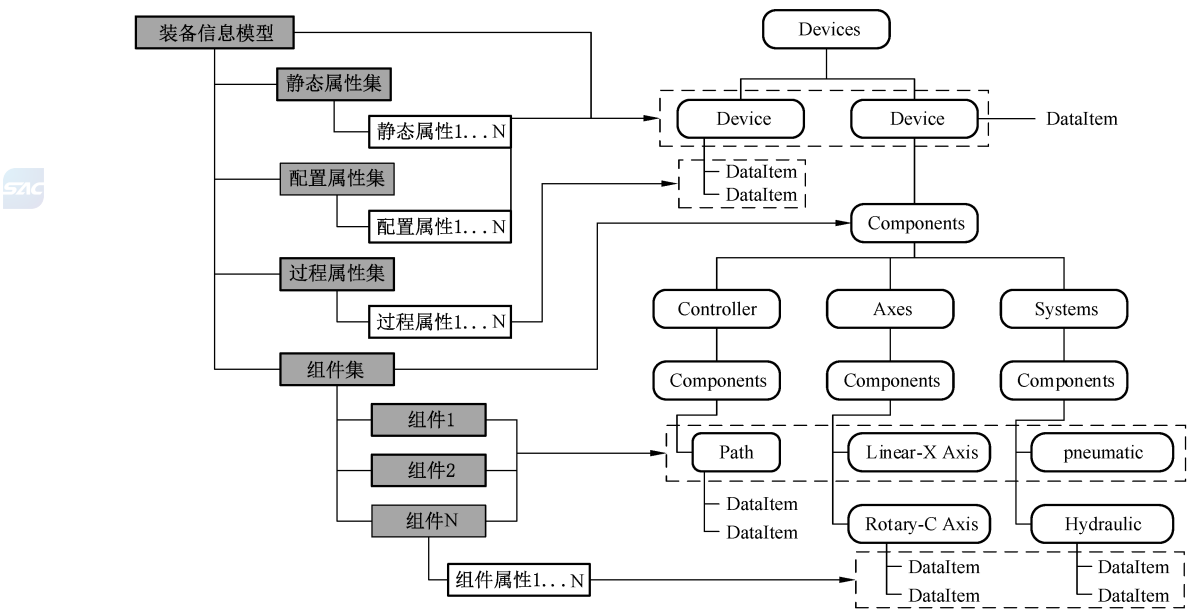 装备信息模型
静态属性集
静态属性1...N
配置属性集
配置属性1...N
过程属性集
过程属性1...N
组件集
组件1
组件2
组件N
组件属性1...N
Devices
Device
Device
DataItem
DataItem
DataItem
Components
Controller
Axes
Systems
Components
Components
Components
Path
Linear-X Axis
pneumatic
DataItem
DataItem
Rotary-C Axis
Hydraulic
DataItem
DataItem
DataItem
DataItem
SZIC